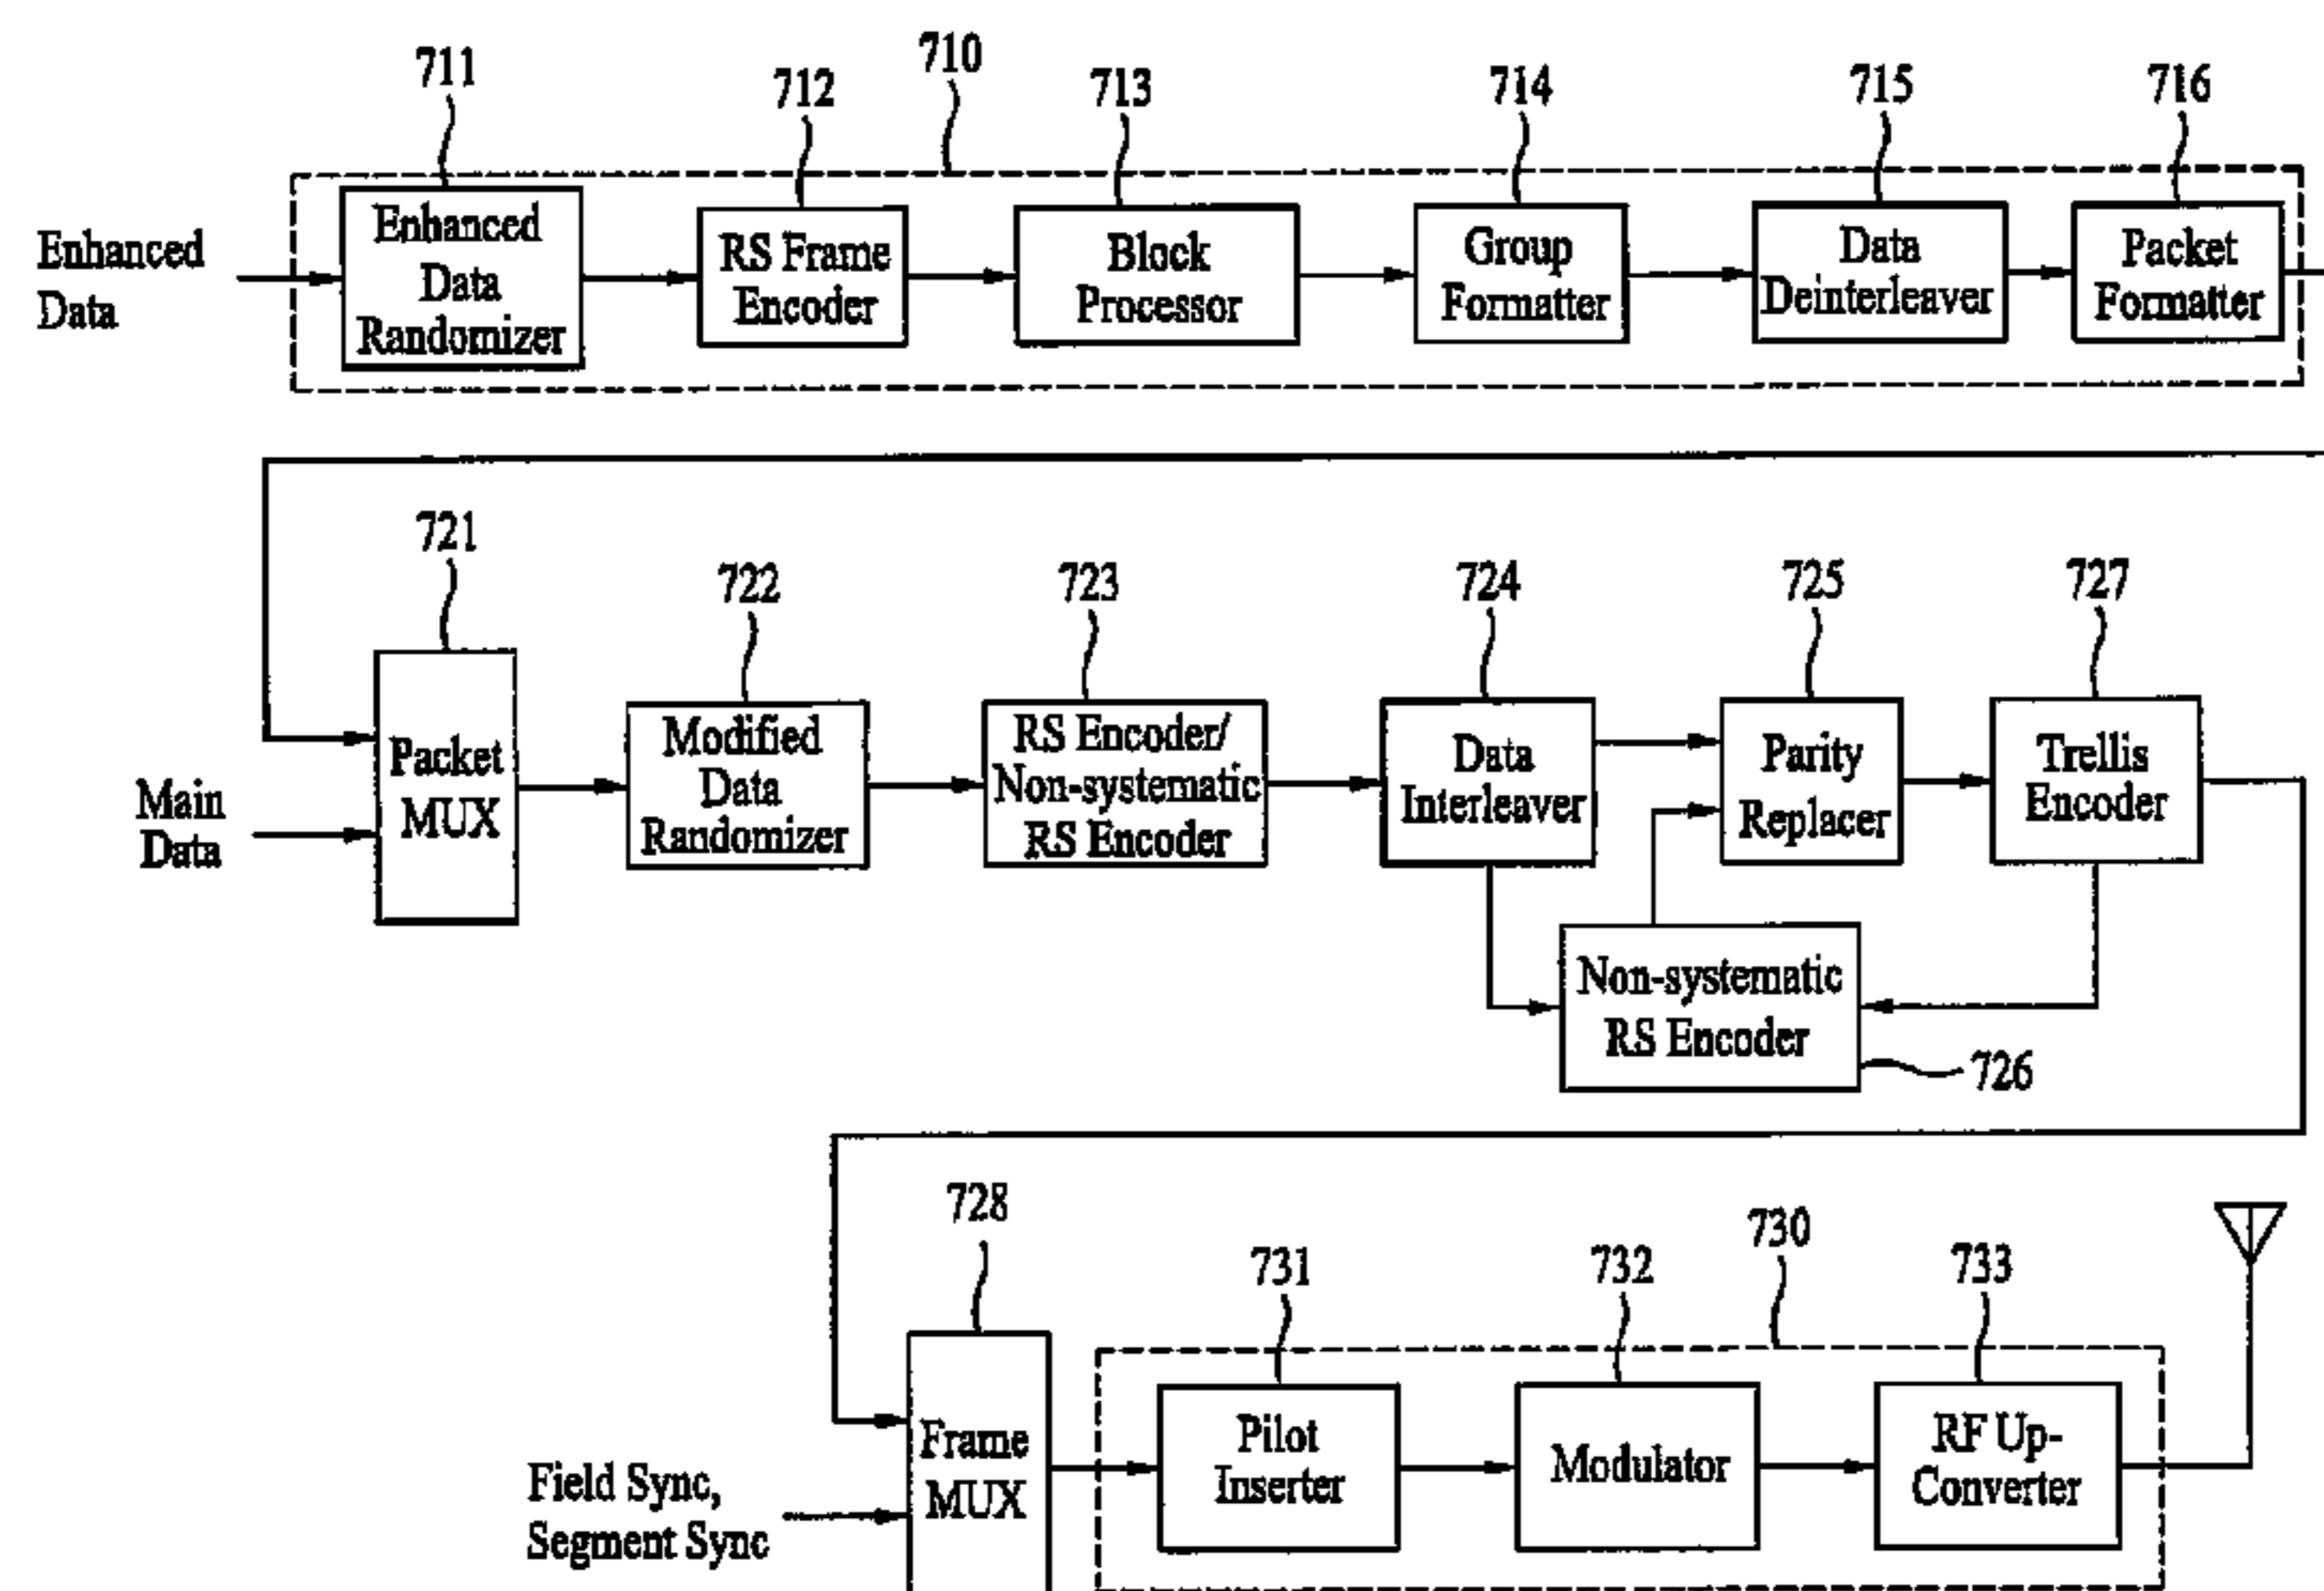 710
711
712
713
714
715
716
Enhanced
Data
Enhanced
Data
Randomizer
RS Frame
Encoder
Block
Processor
Group
Formatter
Data
Deinterleaver
Packet
Formatter
721
722
723
724
725
727
Main
Data
Packet
MUX
Modified
Data
Randomizer
RS Encoder/
Non-systematic
RS Encoder
Data
Interleaver
Parity
Replacer
Trellis
Encoder
Non-systematic
RS Encoder
726
728
730
731
732
733
Field Sync,
Segment Sync
Frame
MUX
Pilot
Inserter
Modulator
RF Up-
Converter